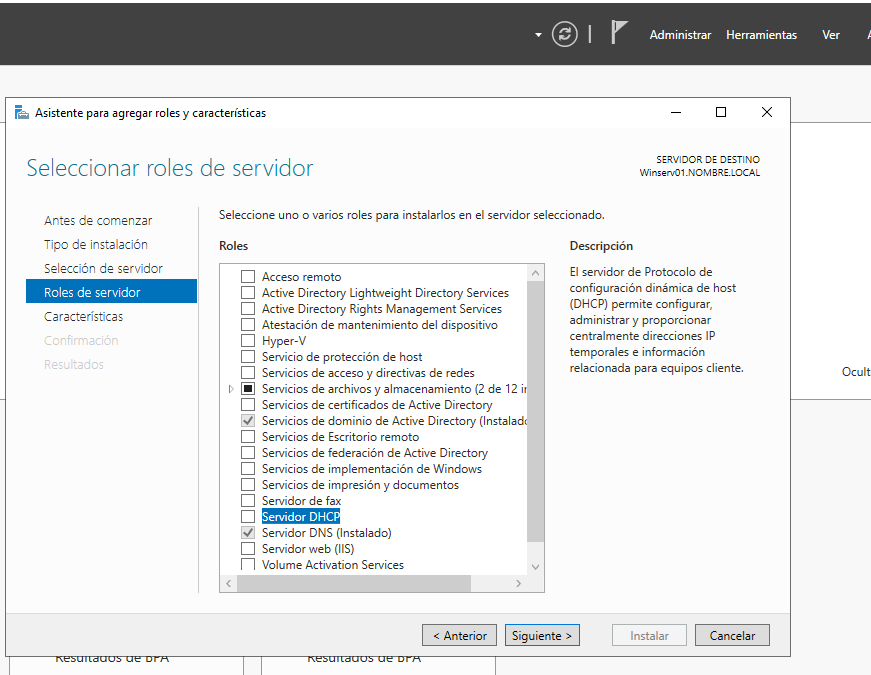 Administrar Herramientas Ver
Asistente para agregar roles y características
Seleccionar roles de servidor
SERVIDOR DE DESTINO
Winserv01.NOMBRE.LOCAL
Antes de comenzar
Tipo de instalación
Selección de servidor
Roles de servidor
Características
Confirmación
Resultados
Seleccione uno o varios roles para instalarlos en el servidor seleccionado.
Roles
Acceso remoto
Active Directory Lightweight Directory Services
Active Directory Rights Management Services
Atestación de mantenimiento del dispositivo
Hyper-V
Servicio de protección de host
Servicios de acceso y directivas de redes
Servicios de archivos y almacenamiento (2 de 12 in
Servicios de certificados de Active Directory
Servicios de dominio de Active Directory (Instalado
Servicios de Escritorio remoto
Servicios de federación de Active Directory
Servicios de implementación de Windows
Servicios de impresión y documentos
Servidor de fax
Servidor DHCP
Servidor DNS (Instalado)
Servidor web (IIS)
Volume Activation Services
Descripción
El servidor de Protocolo de
configuración dinámica de host
(DHCP) permite configurar,
administrar y proporcionar
centralmente direcciones IP
temporales e información
relacionada para equipos cliente.
Ocult
< Anterior
Siguiente >
Instalar
Cancelar
Resultados de BPA
Resultados de BPA